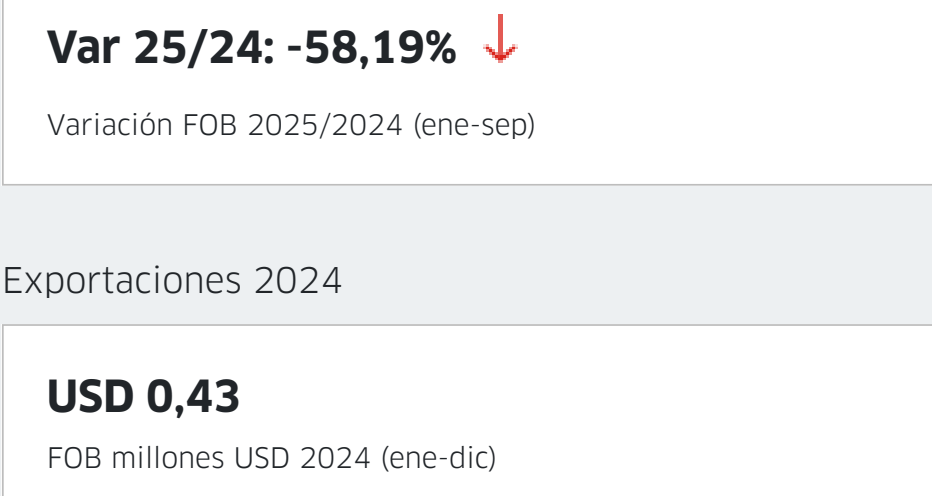 Var 25/24: -58,19%
Variación FOB 2025/2024 (ene-sep)
Exportaciones 2024
USD 0,43
FOB millones USD 2024 (ene-dic)